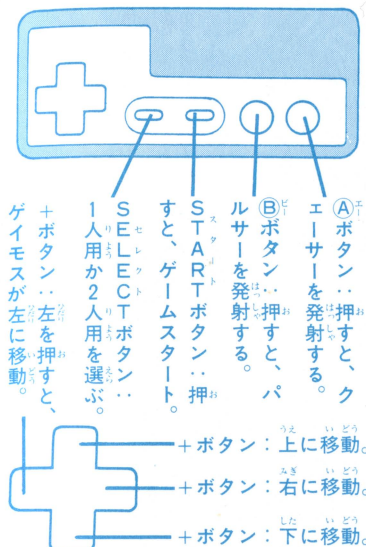 Ⓐボタン：押すと、ク
ェーサーを発射する。
Ⓑボタン：押すと、パ
ルサーを発射する。
STARTボタン：押
すと、ゲームスタート。
SELECTボタン：
1人用か2人用を選ぶ。
＋ボタン：左を押すと、
ゲイモスが左に移動。
＋ボタン：上に移動。
＋ボタン：右に移動。
＋ボタン：下に移動。